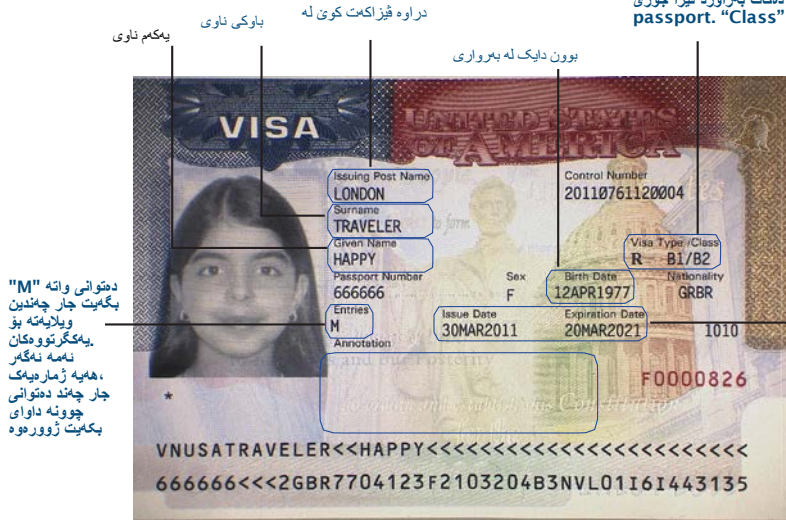 دراوە ڤیزاکەت کوێ لە
باوکی ناوی
یەکەم ناوی
passport. “Class”
بوون دایک لە بەرواری
VISA
UNITED STATES
OF AMERICA
Issuing Post Name
LONDON
Control Number
20110761120004
Surname
TRAVELER
Given Name
HAPPY
Visa Type /Class
R B1/B2
Passport Number
666666
Sex
F
Birth Date
12APR1977
Nationality
GRBR
Entries
M
Issue Date
30MAR2011
Expiration Date
20MAR2021
1010
Annotation
F0000826
*
دەتوانی واتە "M"
بگەیت جار چەندین
ویلایەتە بۆ
یەکگرتووەکان.
ئەمە ئەگەر
هەیە ژمارەیەک،
جار چەند دەتوانی
چوونە داوای
بکەیت ژوورەوە
VNUSATRAVELER<<HAPPY<<<<<<<<<<<<<<<<<<<<<<<<
666666<<<2GBR7704123F2103204B3NVL01I6I443135